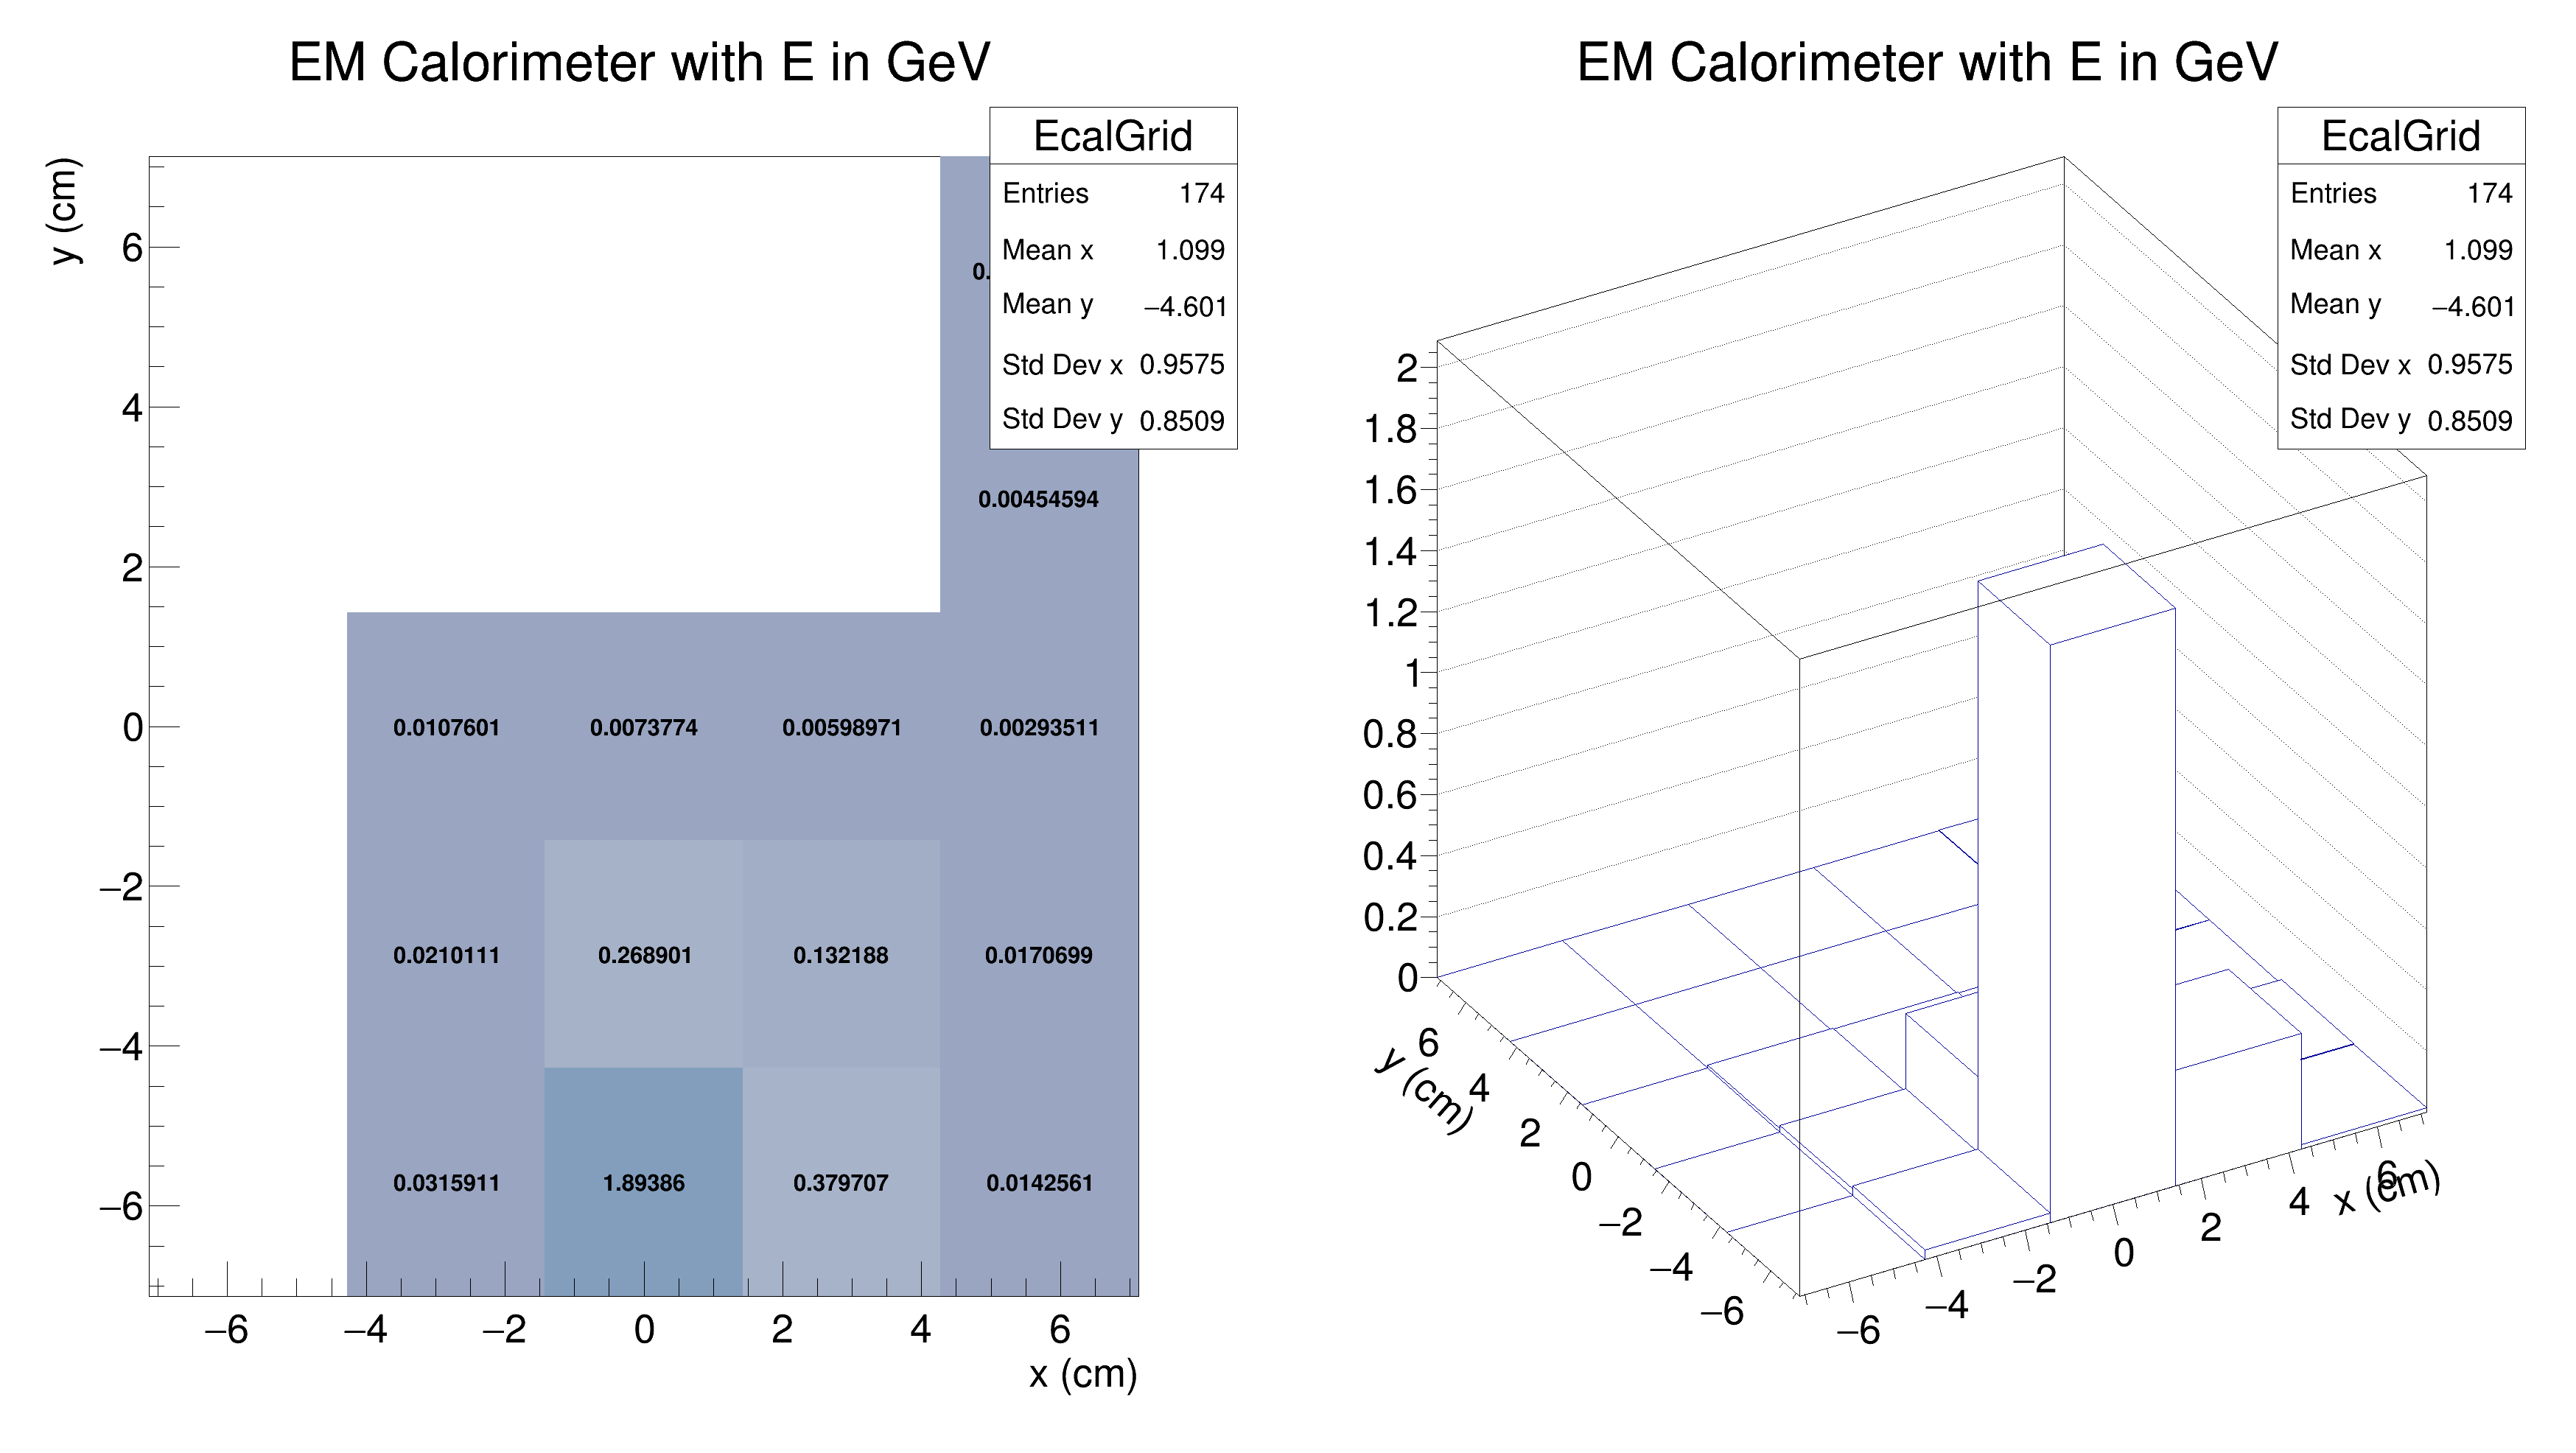 EM Calorimeter with E in GeV
EcalGrid
Entries 174
Mean x 1.099
Mean y −4.601
Std Dev x 0.9575
Std Dev y 0.8509
y (cm)
6
4
2
0
−2
−4
−6
0.
0.00454594
0.0107601 0.0073774 0.00598971 0.00293511
0.0210111 0.268901 0.132188 0.0170699
0.0315911 1.89386 0.379707 0.0142561
−6 −4 −2 0 2 4 6
x (cm)
EM Calorimeter with E in GeV
EcalGrid
Entries 174
Mean x 1.099
Mean y −4.601
Std Dev x 0.9575
Std Dev y 0.8509
2
1.8
1.6
1.4
1.2
1
0.8
0.6
0.4
0.2
0
y (cm)
6
4
2
0
−2
−4
−6
−6 −4 −2 0 2 4 6
x (cm)